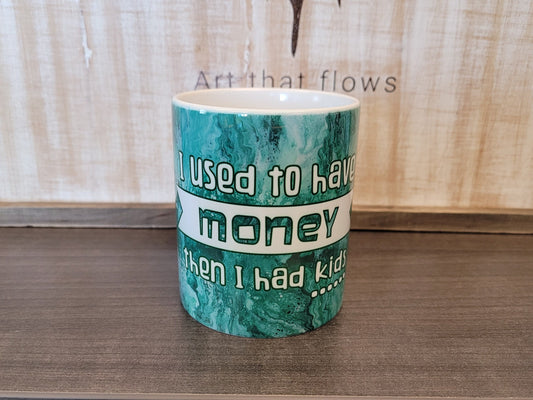 Art that flows
I used to have
money
then I had kids......